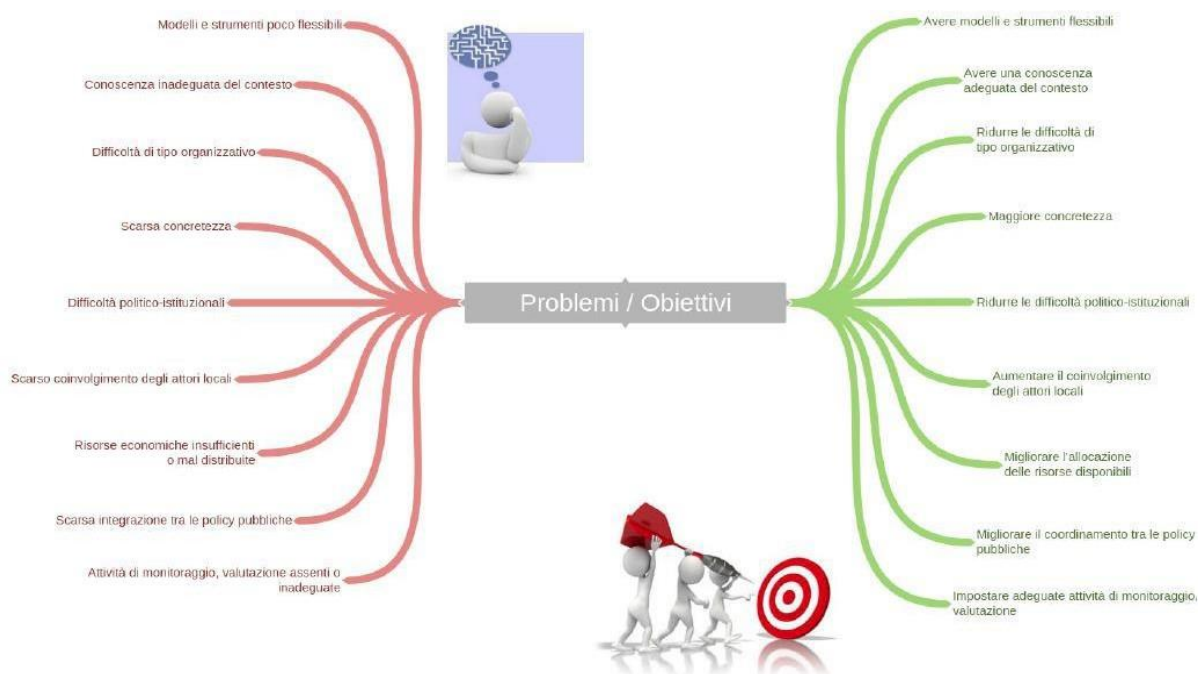 Modelli e strumenti poco flessibili
Conoscenza inadeguata del contesto
Difficoltà di tipo organizzativo
Scarsa concretezza
Difficoltà politico-istituzionali
Scarso coinvolgimento degli attori locali
Risorse economiche insufficienti
o mal distribuite
Scarsa integrazione tra le policy pubbliche
Attività di monitoraggio, valutazione assenti o
inadeguate
Problemi / Obiettivi
Avere modelli e strumenti flessibili
Avere una conoscenza
adeguata del contesto
Ridurre le difficoltà di
tipo organizzativo
Maggiore concretezza
Ridurre le difficoltà politico-istituzionali
Aumentare il coinvolgimento
degli attori locali
Migliorare l'allocazione
delle risorse disponibili
Migliorare il coordinamento tra le policy
pubbliche
Impostare adeguate attività di monitoraggio,
valutazione